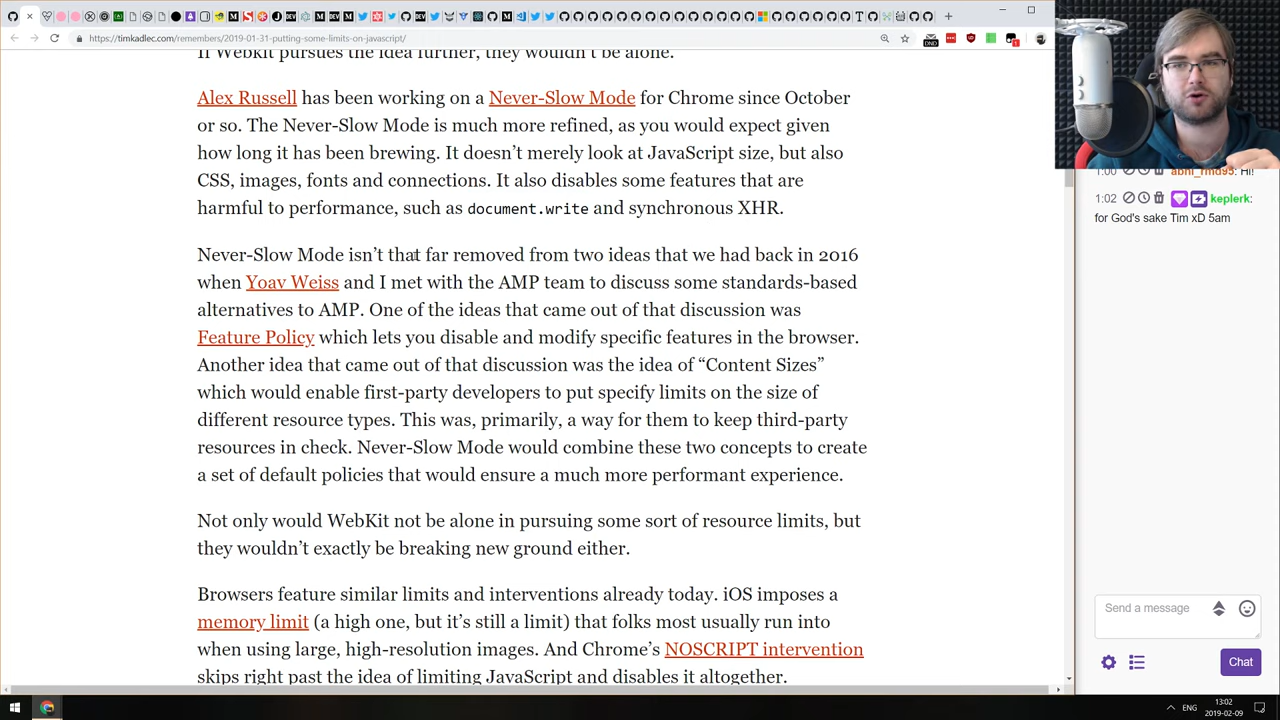 https://timkadlec.com/remembers/2019-01-31-putting-some-limits-on-javascript/
DND
1
If WebKit pursues the idea further, they wouldn't be alone.
Alex Russell has been working on a Never-Slow Mode for Chrome since October
or so. The Never-Slow Mode is much more refined, as you would expect given
how long it has been brewing. It doesn't merely look at JavaScript size, but also
CSS, images, fonts and connections. It also disables some features that are
harmful to performance, such as document.write and synchronous XHR.
Never-Slow Mode isn't that far removed from two ideas that we had back in 2016
when Yoav Weiss and I met with the AMP team to discuss some standards-based
alternatives to AMP. One of the ideas that came out of that discussion was
Feature Policy which lets you disable and modify specific features in the browser.
Another idea that came out of that discussion was the idea of “Content Sizes”
which would enable first-party developers to put specify limits on the size of
different resource types. This was, primarily, a way for them to keep third-party
resources in check. Never-Slow Mode would combine these two concepts to create
a set of default policies that would ensure a much more performant experience.
Not only would WebKit not be alone in pursuing some sort of resource limits, but
they wouldn't exactly be breaking new ground either.
Browsers feature similar limits and interventions already today. iOS imposes a
memory limit (a high one, but it's still a limit) that folks most usually run into
when using large, high-resolution images. And Chrome's NOSCRIPT intervention
skips right past the idea of limiting JavaScript and disables it altogether.
1:00 abhi_rmd95: Hi!
1:02 keplerk:
for God's sake Tim xD 5am
Send a message
Chat
ENG
13:02
2019-02-09